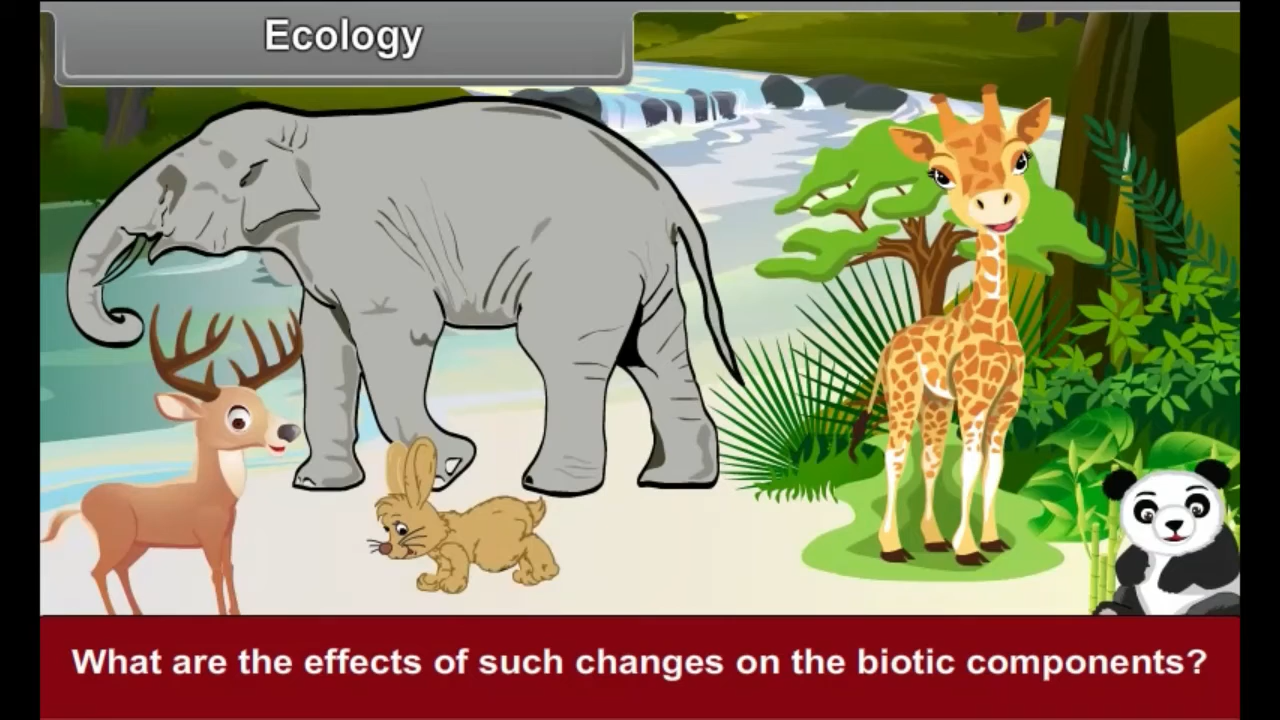 Ecology
What are the effects of such changes on the biotic components?